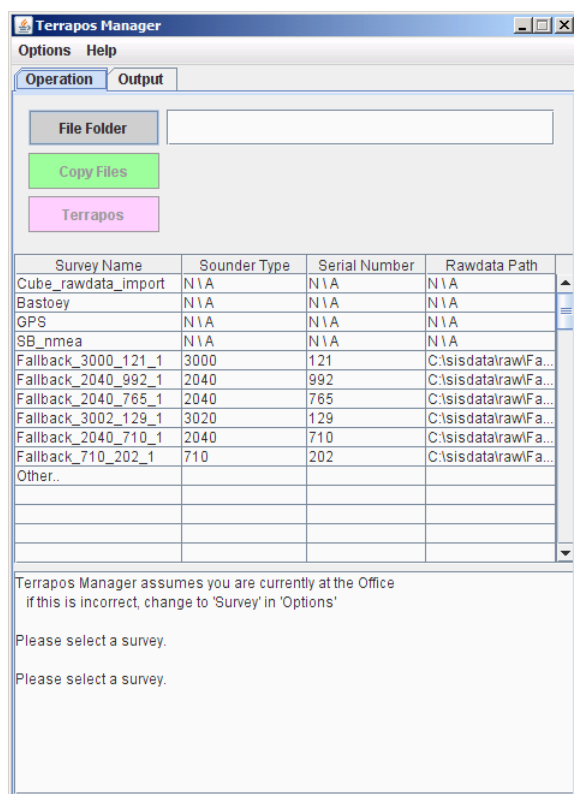 Terrapos Manager
Options Help
Operation Output
File Folder
Copy Files
Terrapos
Survey Name Sounder Type Serial Number Rawdata Path
Cube_rawdata_import N \ A N \ A N \ A
Bastoey N \ A N \ A N \ A
GPS N \ A N \ A N \ A
SB_nmea N \ A N \ A N \ A
Fallback_3000_121_1 3000 121 C:\sisdata\raw\Fa...
Fallback_2040_992_1 2040 992 C:\sisdata\raw\Fa...
Fallback_2040_765_1 2040 765 C:\sisdata\raw\Fa...
Fallback_3002_129_1 3020 129 C:\sisdata\raw\Fa...
Fallback_2040_710_1 2040 710 C:\sisdata\raw\Fa...
Fallback_710_202_1 710 202 C:\sisdata\raw\Fa...
Other..
Terrapos Manager assumes you are currently at the Office
if this is incorrect, change to 'Survey' in 'Options'
Please select a survey.
Please select a survey.